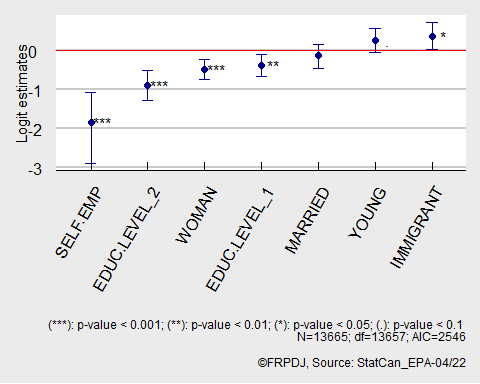 Logit estimates
0
-1
-2
-3
***
***
***
**
.
*
SELF.EMP
EDUC.LEVEL_2
WOMAN
EDUC.LEVEL_1
MARRIED
YOUNG
IMMIGRANT
(***): p-value < 0.001; (**): p-value < 0.01; (*): p-value < 0.05; (.): p-value < 0.1
N=13665; df=13657; AIC=2546
©FRPDJ, Source: StatCan_EPA-04/22